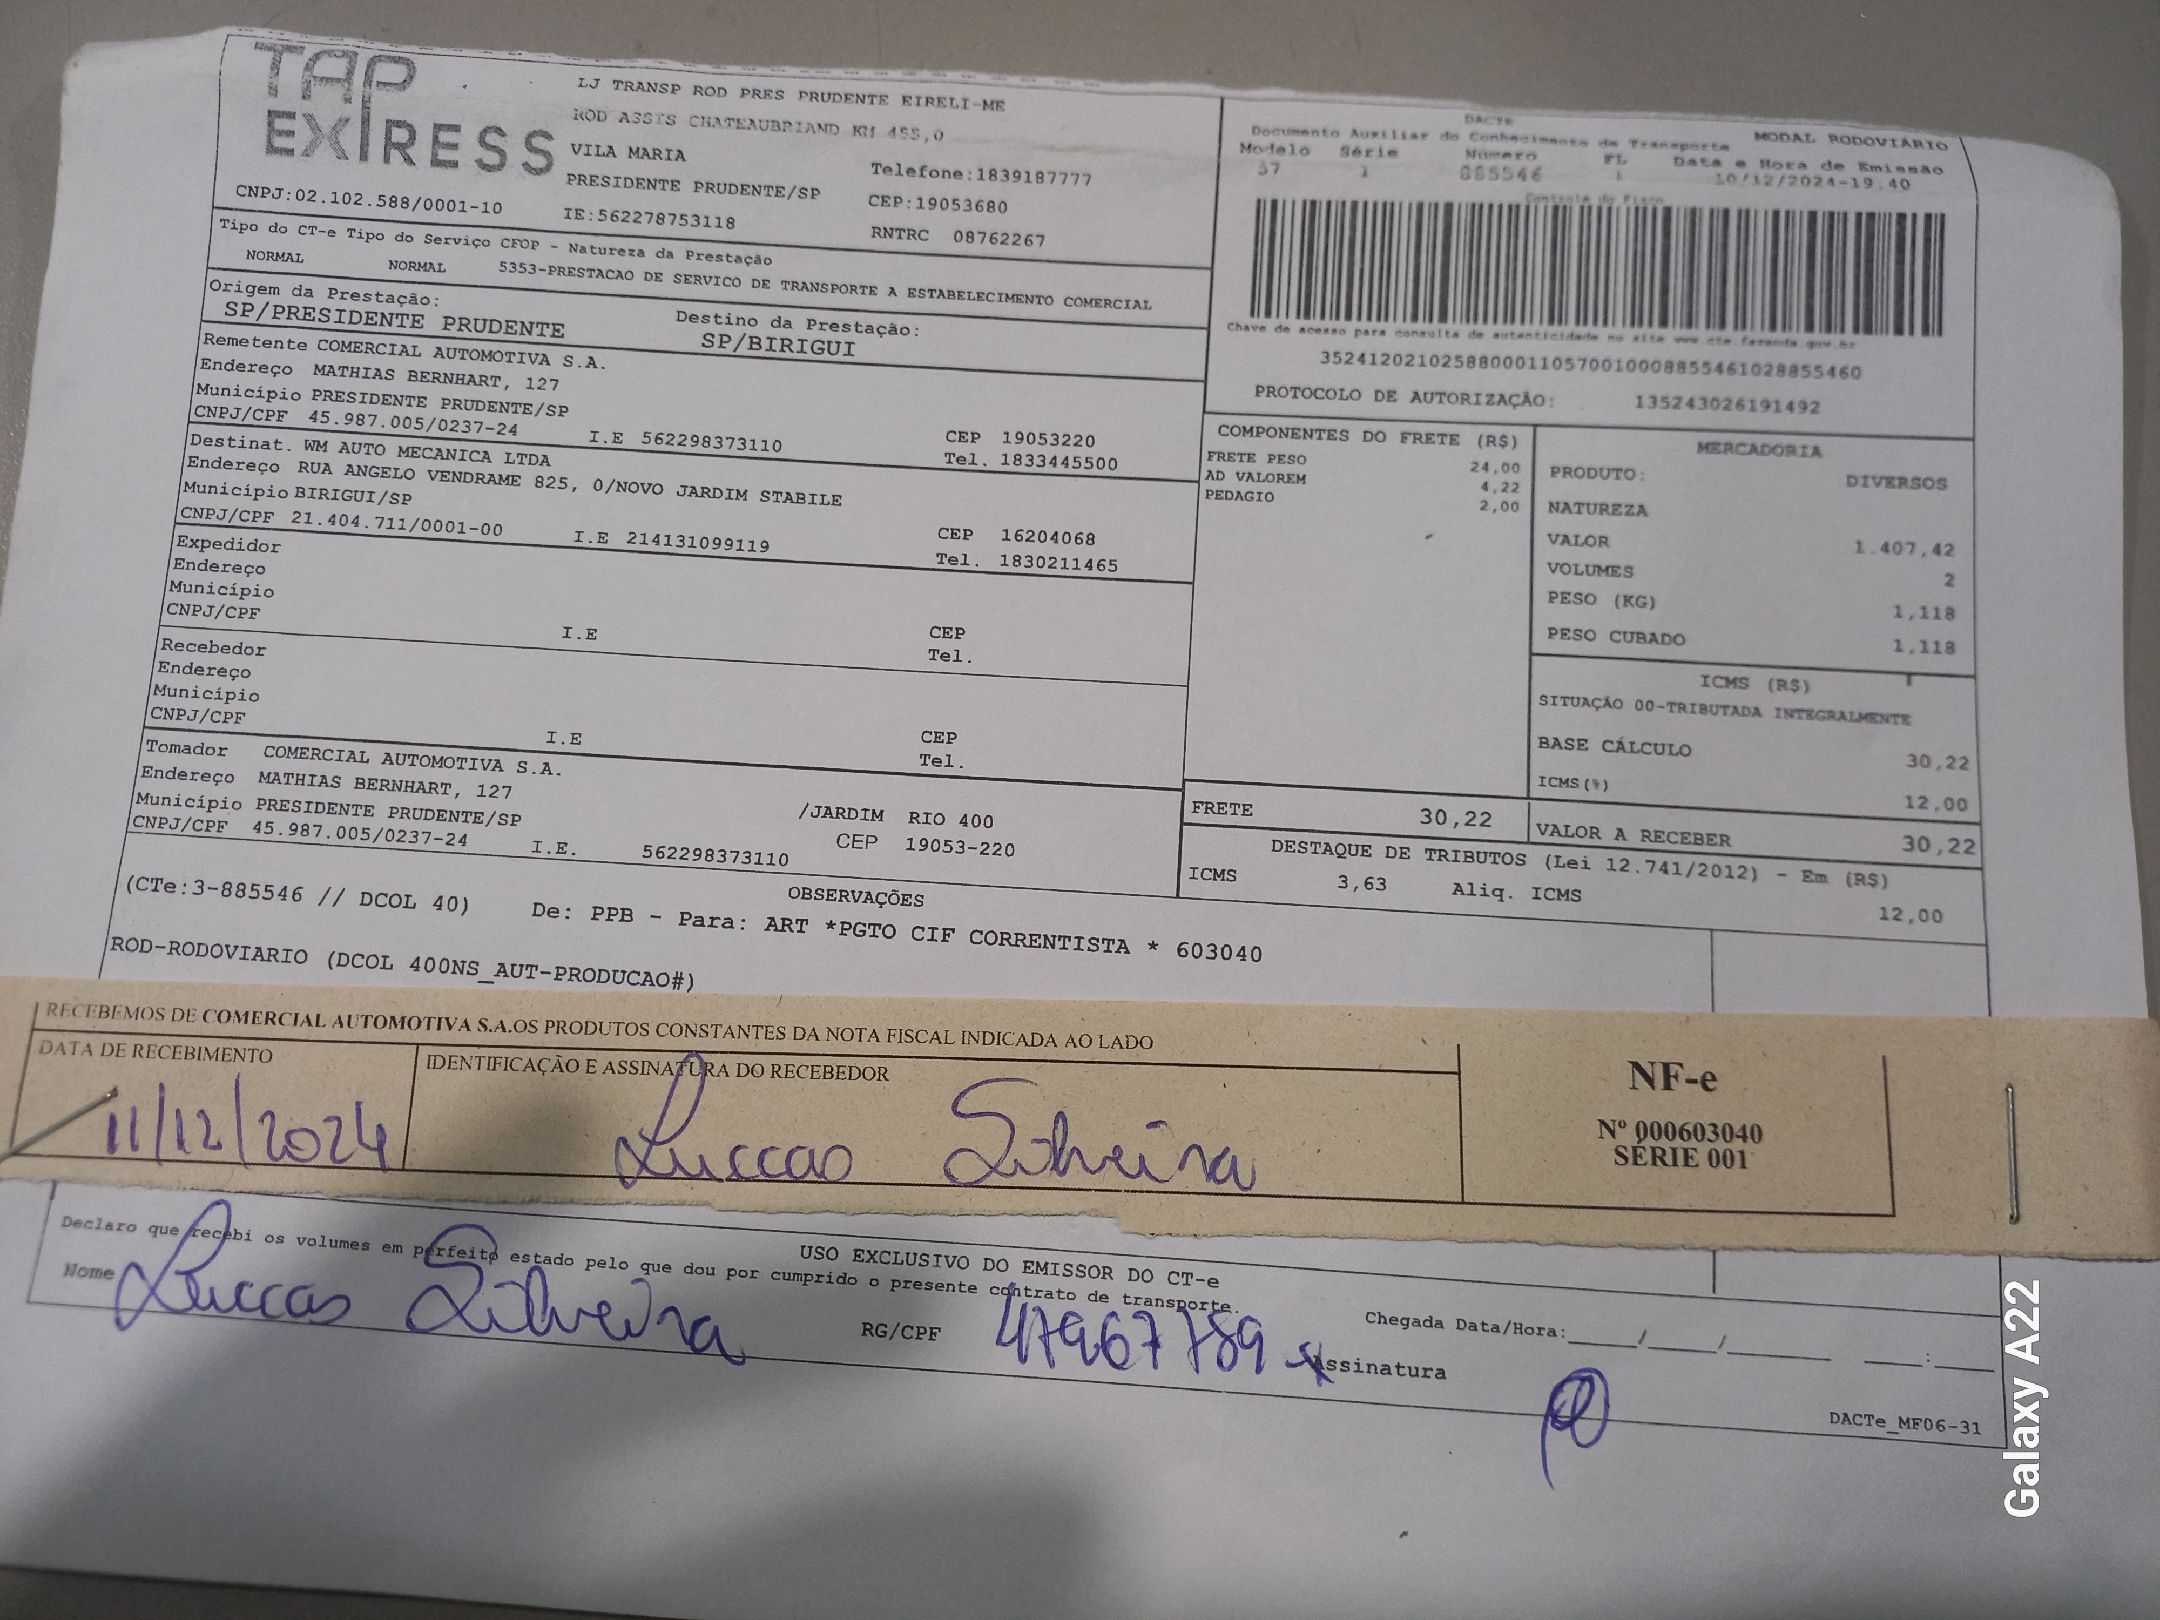 TAP
EXPRESS
CNPJ:02.102.588/0001-10
LJ TRANSP ROD PRES PRUDENTE EIRELI-ME
ROD ASSIS CHATEAUBRIAND KM 455,0
VILA MARIA
Telefone:1839187777
PRESIDENTE PRUDENTE/SP
CEP:19053680
IE:562278753118
RNTRC 08762267
DACTE
Documento Auxiliar do Conhecimento de Transporte MODAL RODOVIÁRIO
Modelo Série Número FL Data e Hora de Emissão
57 1 885546 1 10/12/2024-19.40
Controle do Fisco
Chave de acesso para consulta de autenticidade no site www.cte.fazenda.gov.br
35241202102588000110570010008855461028855460
PROTOCOLO DE AUTORIZAÇÃO: 135243026191492
Tipo do CT-e Tipo do Serviço CFOP - Natureza da Prestação
NORMAL NORMAL 5353-PRESTACAO DE SERVICO DE TRANSPORTE A ESTABELECIMENTO COMERCIAL
Origem da Prestação: Destino da Prestação:
SP/PRESIDENTE PRUDENTE SP/BIRIGUI
Remetente COMERCIAL AUTOMOTIVA S.A.
Endereço MATHIAS BERNHART, 127
Município PRESIDENTE PRUDENTE/SP
CEP 19053220
CNPJ/CPF 45.987.005/0237-24 I.E 562298373110 Tel. 1833445500
Destinat. WM AUTO MECANICA LTDA
Endereço RUA ANGELO VENDRAME 825, 0/NOVO JARDIM STABILE
Município BIRIGUI/SP CEP 16204068
CNPJ/CPF 21.404.711/0001-00 I.E 214131099119 Tel. 1830211465
Expedidor
Endereço
Município CEP
CNPJ/CPF I.E Tel.
Recebedor
Endereço
Município CEP
CNPJ/CPF I.E Tel.
Tomador COMERCIAL AUTOMOTIVA S.A.
Endereço MATHIAS BERNHART, 127 /JARDIM RIO 400
Município PRESIDENTE PRUDENTE/SP CEP 19053-220
CNPJ/CPF 45.987.005/0237-24 I.E. 562298373110
COMPONENTES DO FRETE (R$)
FRETE PESO 24,00
AD VALOREM 4,22
PEDAGIO 2,00
MERCADORIA
PRODUTO: DIVERSOS
NATUREZA
VALOR 1.407,42
VOLUMES 2
PESO (KG) 1,118
PESO CUBADO 1,118
ICMS (R$)
SITUAÇÃO 00-TRIBUTADA INTEGRALMENTE
BASE CÁLCULO 30,22
ICMS(%) 12,00
FRETE 30,22 VALOR A RECEBER 30,22
DESTAQUE DE TRIBUTOS (Lei 12.741/2012) - Em (R$)
ICMS 3,63 Aliq. ICMS 12,00
OBSERVAÇÕES
(CTe:3-885546 // DCOL 40) De: PPB - Para: ART *PGTO CIF CORRENTISTA * 603040
ROD-RODOVIARIO (DCOL 400NS_AUT-PRODUCAO#)
RECEBEMOS DE COMERCIAL AUTOMOTIVA S.A.OS PRODUTOS CONSTANTES DA NOTA FISCAL INDICADA AO LADO
DATA DE RECEBIMENTO IDENTIFICAÇÃO E ASSINATURA DO RECEBEDOR
11/12/2024 Luccas Silveira
NF-e
Nº 000603040
SÉRIE 001
USO EXCLUSIVO DO EMISSOR DO CT-e
Declaro que recebi os volumes em perfeito estado pelo que dou por cumprido o presente contrato de transporte.
Nome Luccas Silveira RG/CPF 47967789 Assinatura
Chegada Data/Hora:____/____/______ ____:____
DACTe_MF06-31
Galaxy A22